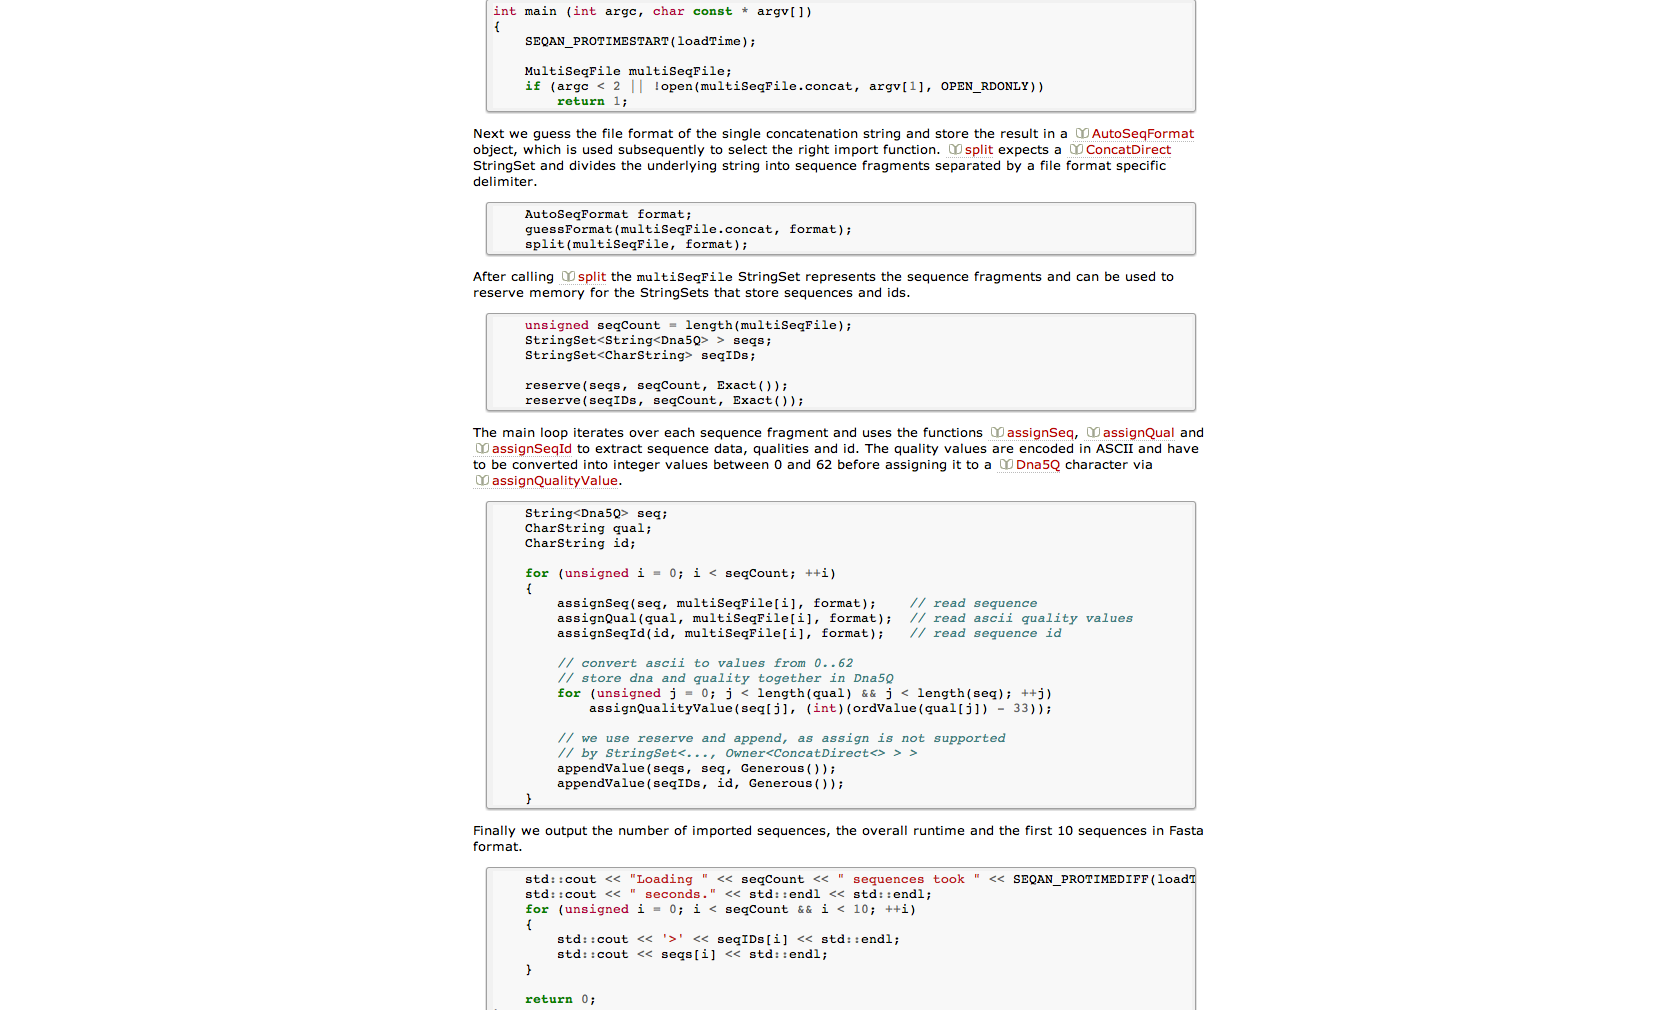 int main (int argc, char const * argv[])
{
    SEQAN_PROTIMESTART(loadTime);

    MultiSeqFile multiSeqFile;
    if (argc < 2 || !open(multiSeqFile.concat, argv[1], OPEN_RDONLY))
        return 1;

Next we guess the file format of the single concatenation string and store the result in a AutoSeqFormat
object, which is used subsequently to select the right import function. split expects a ConcatDirect
StringSet and divides the underlying string into sequence fragments separated by a file format specific
delimiter.

    AutoSeqFormat format;
    guessFormat(multiSeqFile.concat, format);
    split(multiSeqFile, format);

After calling split the multiSeqFile StringSet represents the sequence fragments and can be used to
reserve memory for the StringSets that store sequences and ids.

    unsigned seqCount = length(multiSeqFile);
    StringSet<String<Dna5Q> > seqs;
    StringSet<CharString> seqIDs;

    reserve(seqs, seqCount, Exact());
    reserve(seqIDs, seqCount, Exact());

The main loop iterates over each sequence fragment and uses the functions assignSeq, assignQual and
assignSeqId to extract sequence data, qualities and id. The quality values are encoded in ASCII and have
to be converted into integer values between 0 and 62 before assigning it to a Dna5Q character via
assignQualityValue.

    String<Dna5Q> seq;
    CharString qual;
    CharString id;

    for (unsigned i = 0; i < seqCount; ++i)
    {
        assignSeq(seq, multiSeqFile[i], format);    // read sequence
        assignQual(qual, multiSeqFile[i], format);  // read ascii quality values
        assignSeqId(id, multiSeqFile[i], format);   // read sequence id

        // convert ascii to values from 0..62
        // store dna and quality together in Dna5Q
        for (unsigned j = 0; j < length(qual) && j < length(seq); ++j)
            assignQualityValue(seq[j], (int)(ordValue(qual[j]) - 33));

        // we use reserve and append, as assign is not supported
        // by StringSet<..., Owner<ConcatDirect<> > >
        appendValue(seqs, seq, Generous());
        appendValue(seqIDs, id, Generous());
    }

Finally we output the number of imported sequences, the overall runtime and the first 10 sequences in Fasta
format.

    std::cout << "Loading " << seqCount << " sequences took " << SEQAN_PROTIMEDIFF(loadT
    std::cout << " seconds." << std::endl << std::endl;
    for (unsigned i = 0; i < seqCount && i < 10; ++i)
    {
        std::cout << '>' << seqIDs[i] << std::endl;
        std::cout << seqs[i] << std::endl;
    }

    return 0;